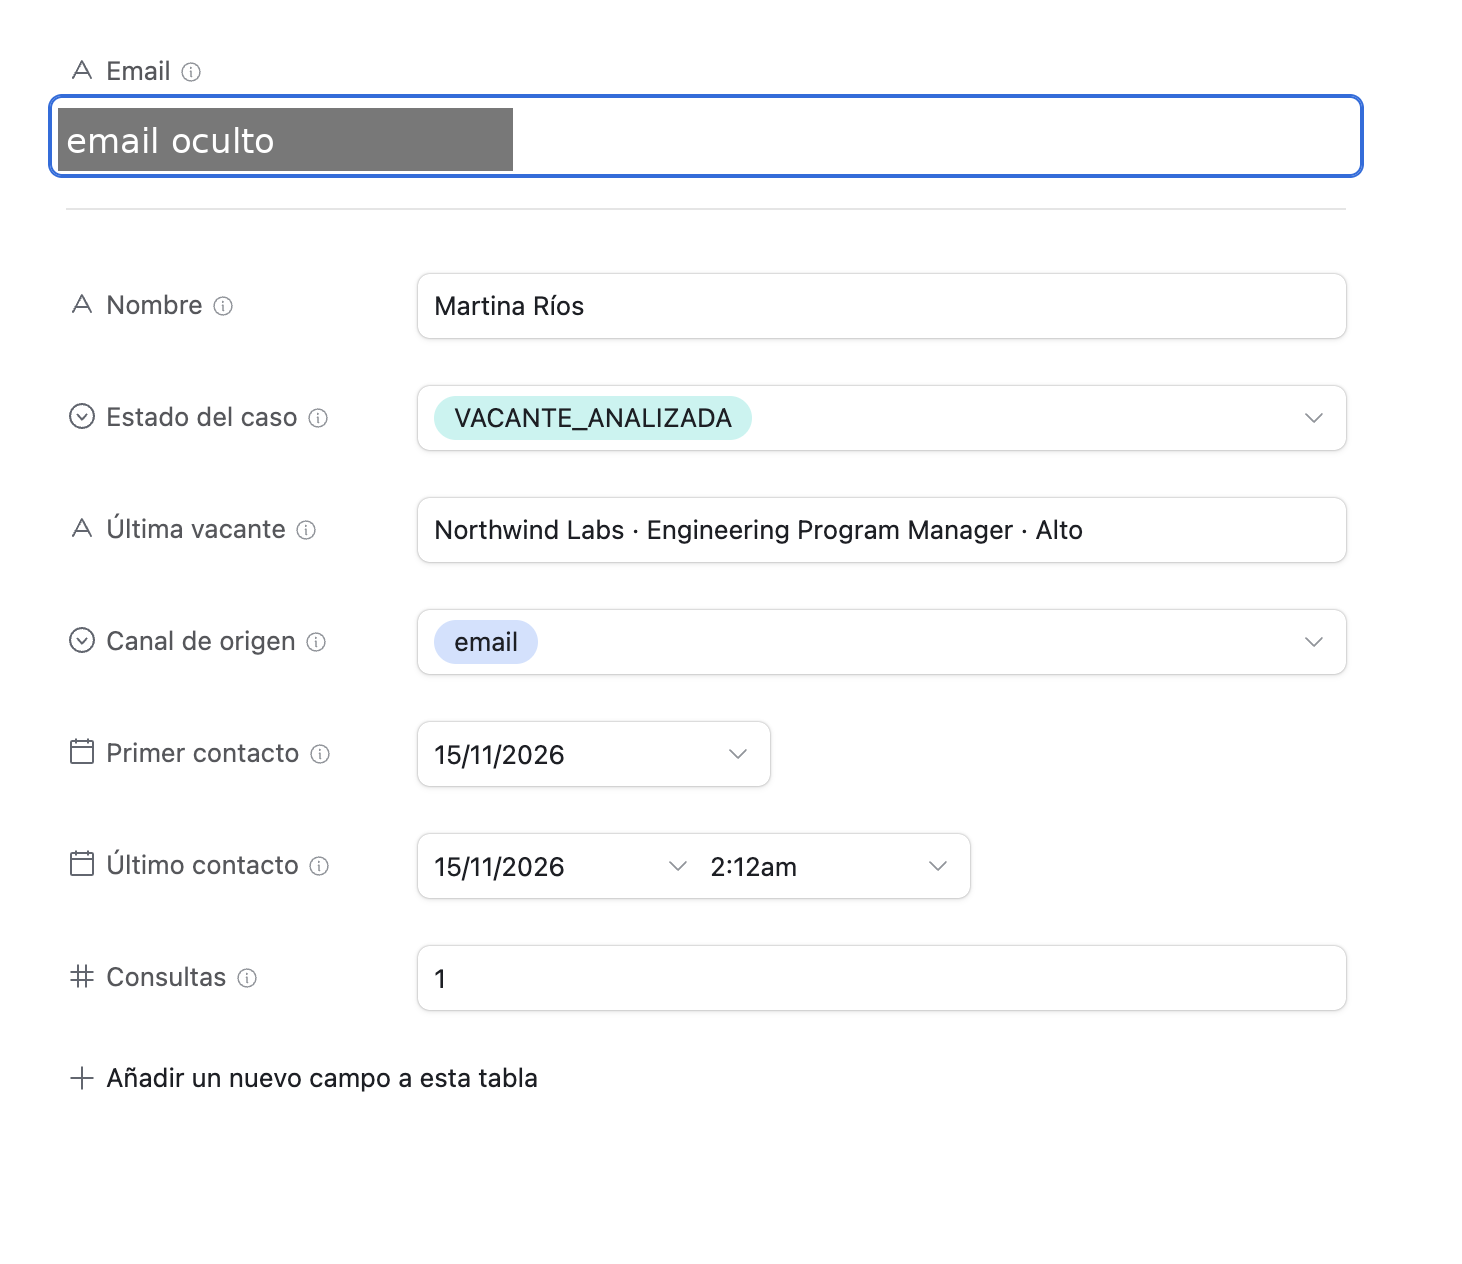 Email
email oculto
Nombre
Martina Ríos
Estado del caso
VACANTE_ANALIZADA
Última vacante
Northwind Labs · Engineering Program Manager · Alto
Canal de origen
email
Primer contacto
15/11/2026
Último contacto
15/11/2026 2:12am
Consultas
1
Añadir un nuevo campo a esta tabla